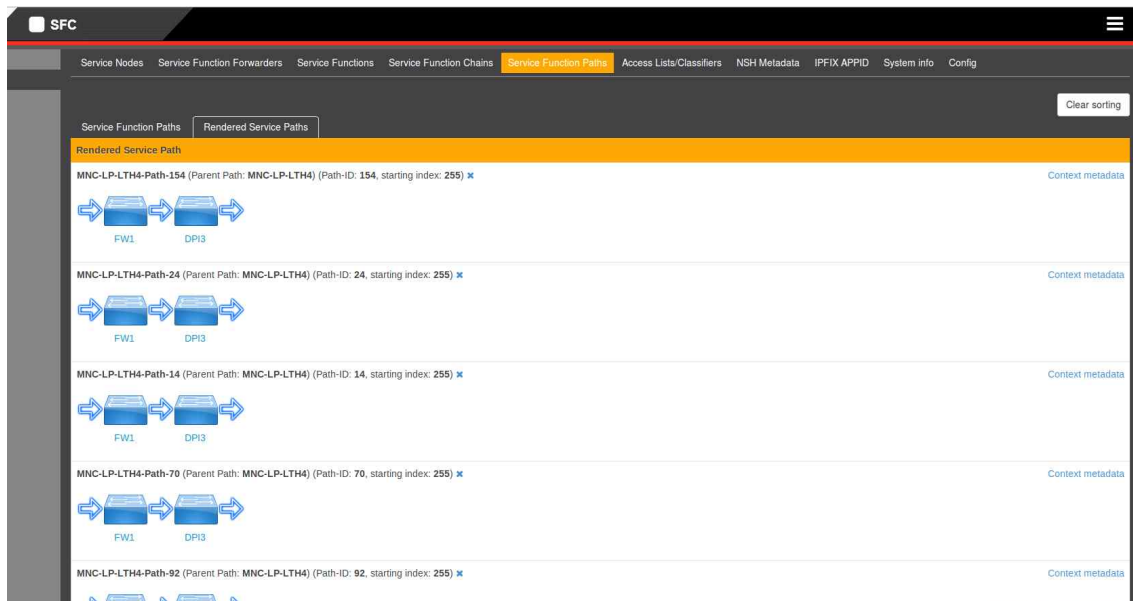 SFC
Service Nodes Service Function Forwarders Service Functions Service Function Chains Service Function Paths Access Lists/Classifiers NSH Metadata IPFIX APPID System info Config
Clear sorting
Service Function Paths Rendered Service Paths
Rendered Service Path
MNC-LP-LTH4-Path-154 (Parent Path: MNC-LP-LTH4) (Path-ID: 154, starting index: 255) Context metadata
FW1 DPI3
MNC-LP-LTH4-Path-24 (Parent Path: MNC-LP-LTH4) (Path-ID: 24, starting index: 255) Context metadata
FW1 DPI3
MNC-LP-LTH4-Path-14 (Parent Path: MNC-LP-LTH4) (Path-ID: 14, starting index: 255) Context metadata
FW1 DPI3
MNC-LP-LTH4-Path-70 (Parent Path: MNC-LP-LTH4) (Path-ID: 70, starting index: 255) Context metadata
FW1 DPI3
MNC-LP-LTH4-Path-92 (Parent Path: MNC-LP-LTH4) (Path-ID: 92, starting index: 255) Context metadata